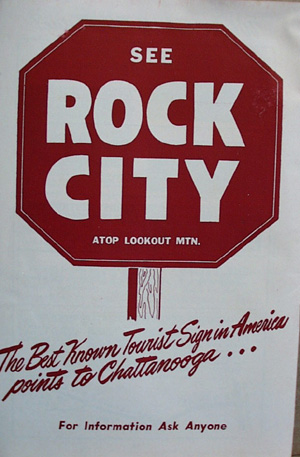 SEE
ROCK
CITY
ATOP LOOKOUT MTN.
The Best Known Tourist Sign in America
points to Chattanooga . . .
For Information Ask Anyone